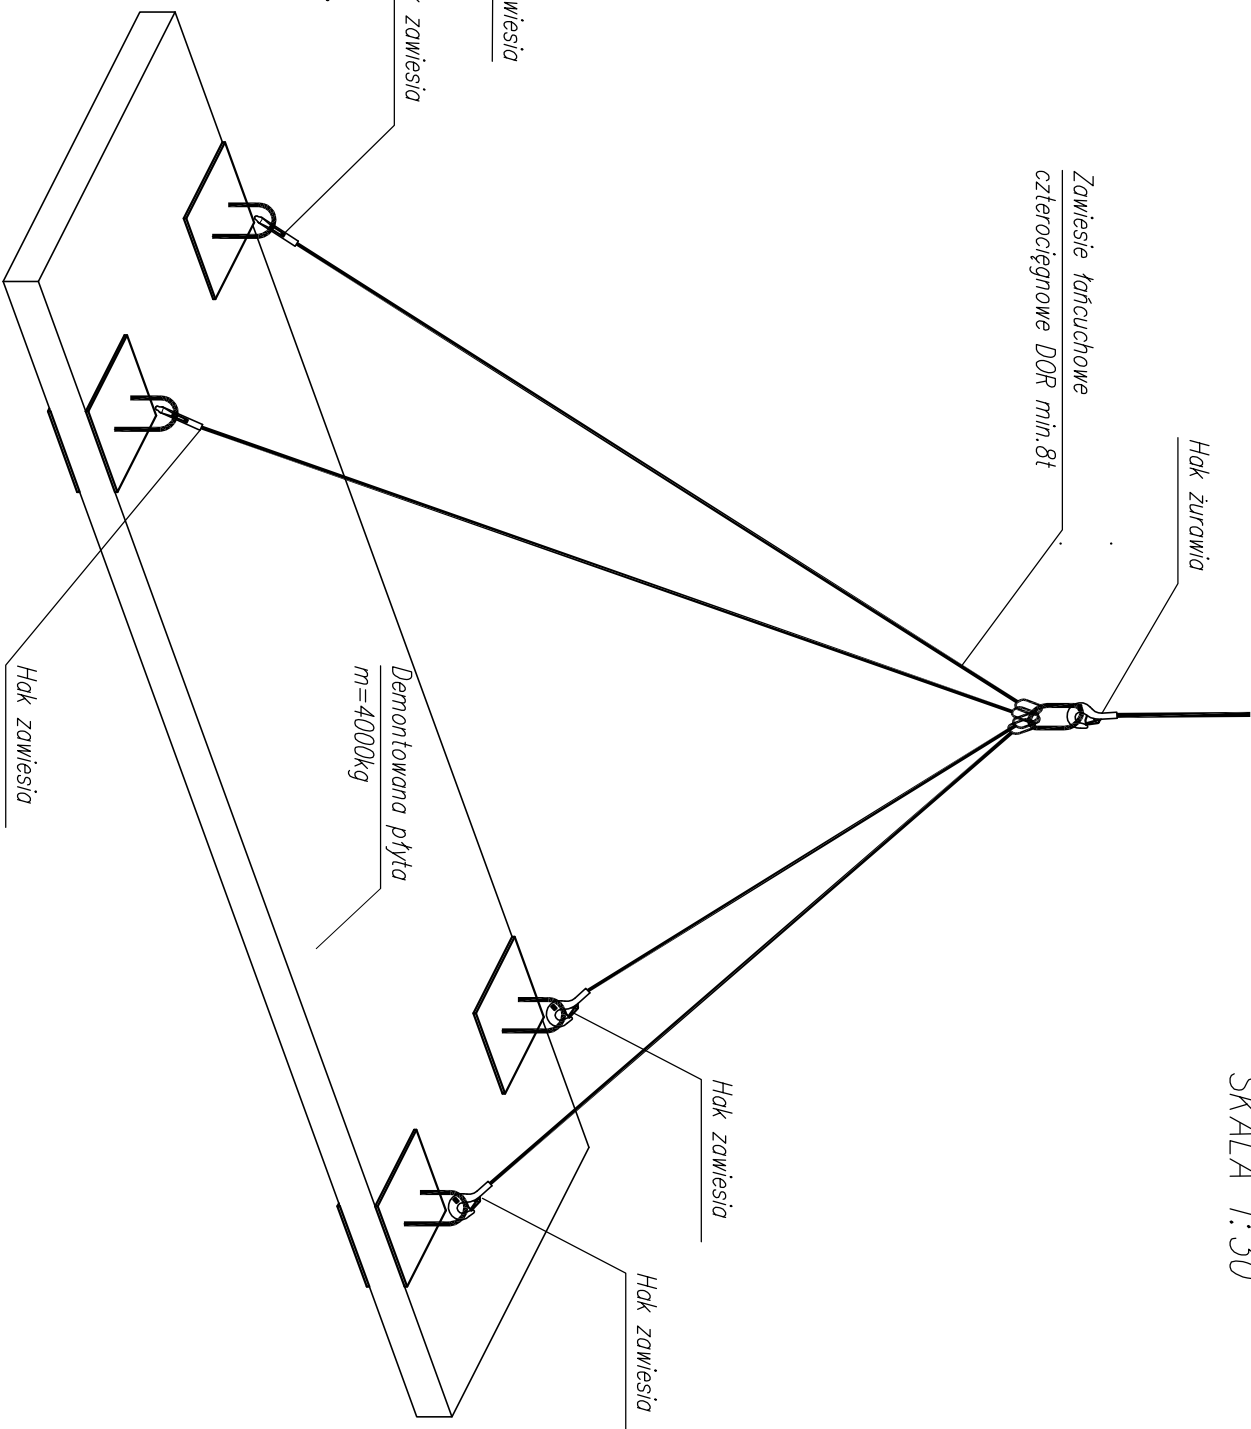 SKALA 1:50
Hak żurawia
Zawiesie łańcuchowe
czterocięgnowe DOR min.8t
Hak zawiesia
Hak zawiesia
Demontowana płyta
m=4000kg
Hak zawiesia
zawiesia
wiesia